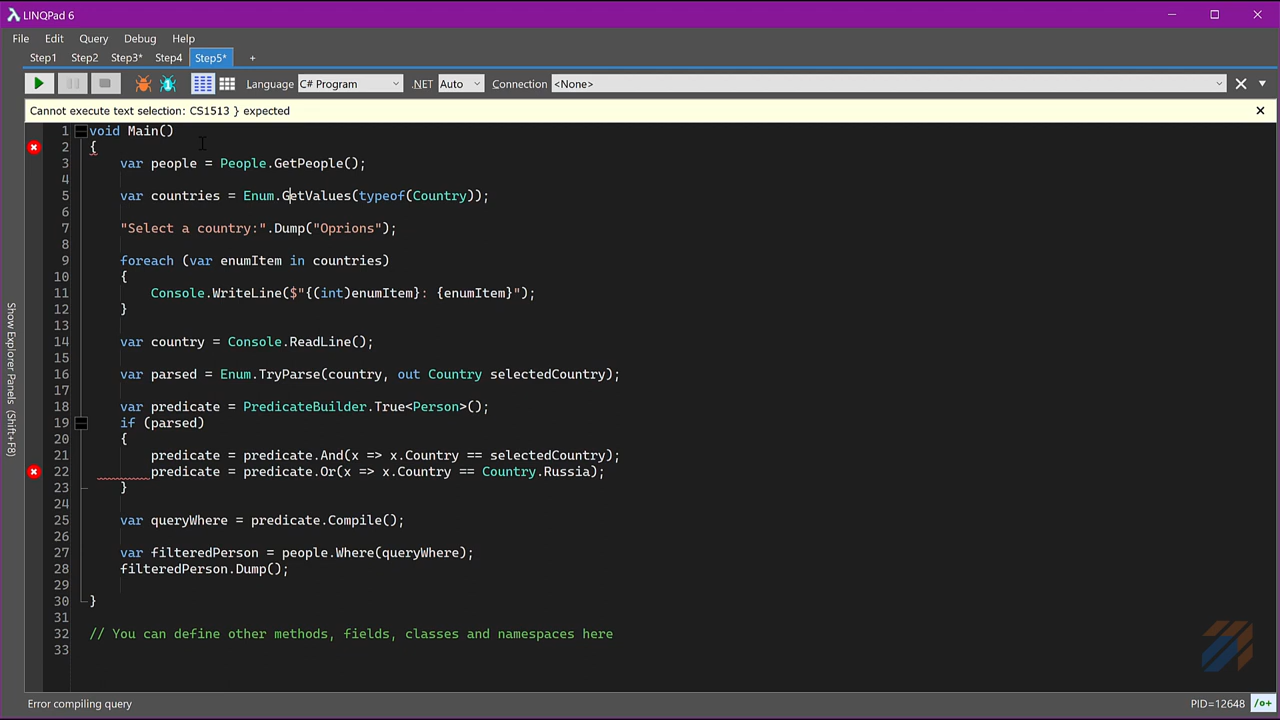 LINQPad 6
File Edit Query Debug Help
Step1 Step2 Step3* Step4 Step5* +
Language C# Program .NET Auto Connection <None>
Cannot execute text selection: CS1513 } expected
1 void Main()
2 {
3 var people = People.GetPeople();
4
5 var countries = Enum.GetValues(typeof(Country));
6
7 "Select a country:".Dump("Oprions");
8
9 foreach (var enumItem in countries)
10 {
11 Console.WriteLine($"{(int)enumItem}: {enumItem}");
12 }
13
14 var country = Console.ReadLine();
15
16 var parsed = Enum.TryParse(country, out Country selectedCountry);
17
18 var predicate = PredicateBuilder.True<Person>();
19 if (parsed)
20 {
21 predicate = predicate.And(x => x.Country == selectedCountry);
22 predicate = predicate.Or(x => x.Country == Country.Russia);
23 }
24
25 var queryWhere = predicate.Compile();
26
27 var filteredPerson = people.Where(queryWhere);
28 filteredPerson.Dump();
29
30 }
31
32 // You can define other methods, fields, classes and namespaces here
33
Show Explorer Panels (Shift+F8)
Error compiling query PID=12648 /o+